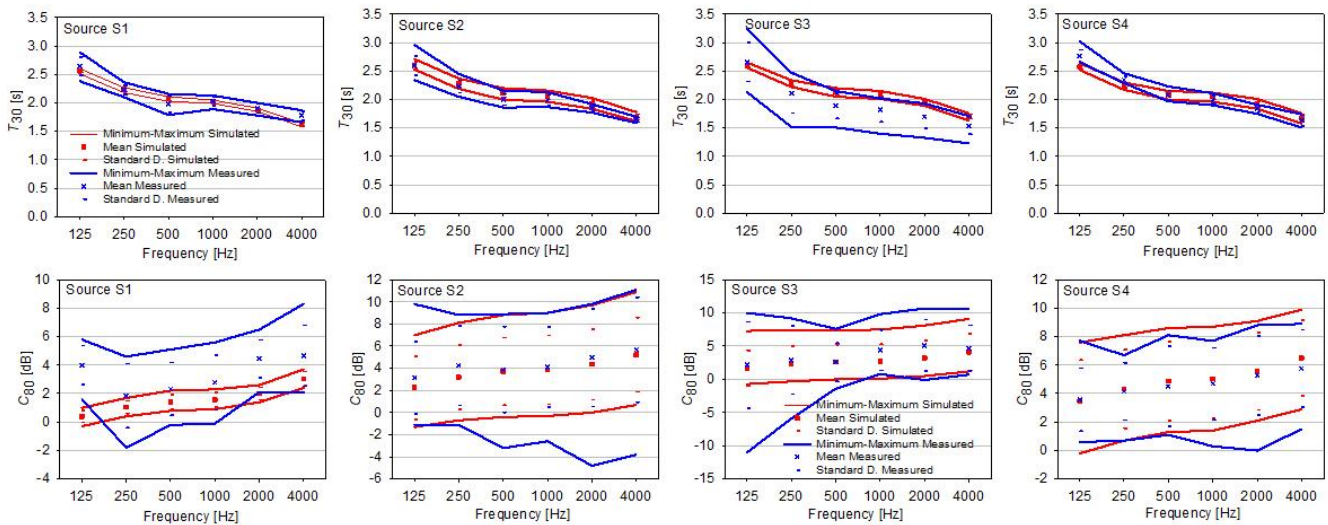 Source S1
3.5
3.0
2.5
2.0
1.5
1.0
0.5
0.0
T30 [s]
Minimum-Maximum Simulated
Mean Simulated
Standard D. Simulated
Minimum-Maximum Measured
Mean Measured
Standard D. Measured
125 250 500 1000 2000 4000
Frequency [Hz]
Source S2
3.5
3.0
2.5
2.0
1.5
1.0
0.5
0.0
T30 [s]
125 250 500 1000 2000 4000
Frequency [Hz]
Source S3
3.5
3.0
2.5
2.0
1.5
1.0
0.5
0.0
T30 [s]
125 250 500 1000 2000 4000
Frequency [Hz]
Source S4
3.5
3.0
2.5
2.0
1.5
1.0
0.5
0.0
T30 [s]
125 250 500 1000 2000 4000
Frequency [Hz]
Source S1
10
8
6
4
2
0
-2
-4
C80 [dB]
125 250 500 1000 2000 4000
Frequency [Hz]
Source S2
12
10
8
6
4
2
0
-2
-4
-6
C80 [dB]
125 250 500 1000 2000 4000
Frequency [Hz]
Source S3
15
10
5
0
-5
-10
-15
C80 [dB]
Minimum-Maximum Simulated
Mean Simulated
Standard D. Simulated
Minimum-Maximum Measured
Mean Measured
Standard D. Measured
125 250 500 1000 2000 4000
Frequency [Hz]
Source S4
12
10
8
6
4
2
0
-2
C80 [dB]
125 250 500 1000 2000 4000
Frequency [Hz]